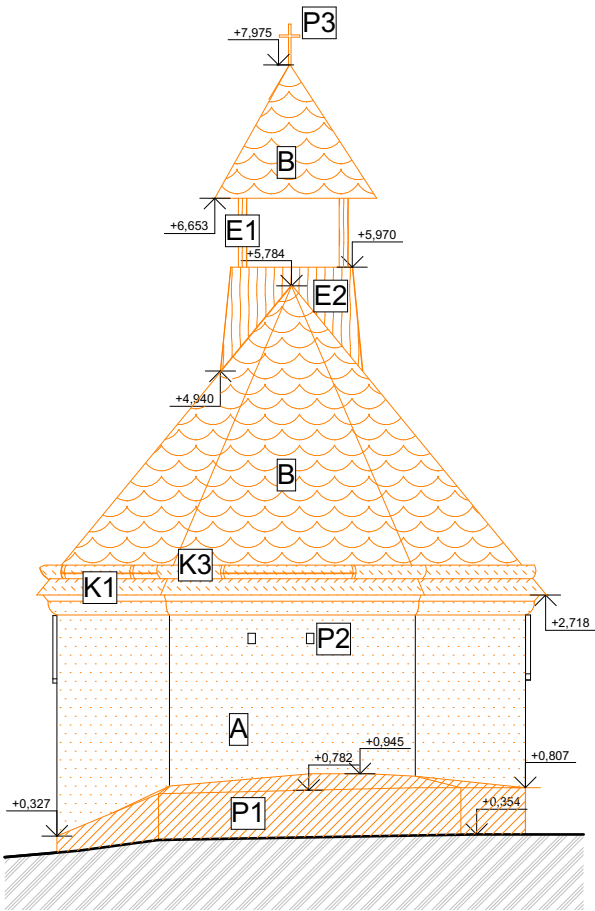 P3
+7,975
B
+6,653
E1
+5,970
+5,784
E2
+4,940
B
K3
K1
+2,718
P2
A
+0,945
+0,782
+0,807
+0,327
P1
+0,354